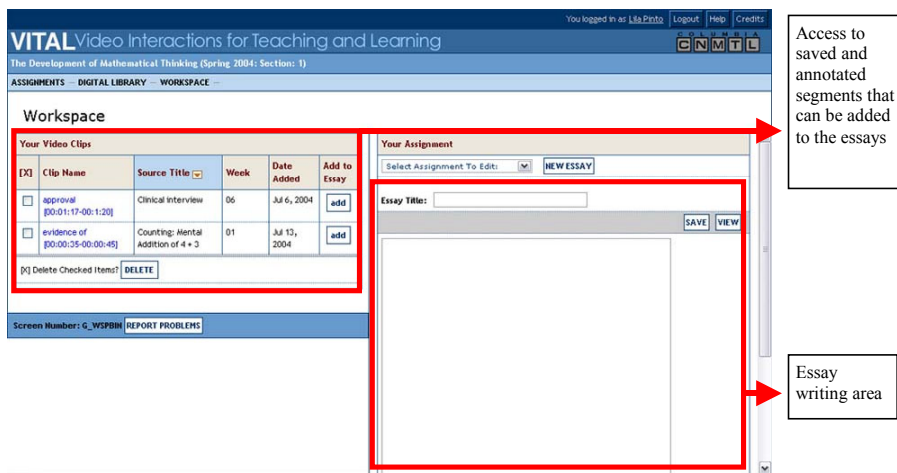 You logged in as Lila Pinto Logout Help Credits
VITAL Video Interactions for Teaching and Learning
COLUMBIA
CNMTL
The Development of Mathematical Thinking (Spring 2004: Section: 1)
ASSIGNMENTS – DIGITAL LIBRARY – WORKSPACE –
Workspace
Your Video Clips
[X] Clip Name Source Title Week Date Added Add to Essay
approval [00:01:17-00:1:20] Clinical interview 06 Jul 6, 2004 add
evidence of [00:00:35-00:00:45] Counting: Mental Addition of 4 + 3 01 Jul 13, 2004 add
[X] Delete Checked Items? DELETE
Screen Number: G_WSPBIN REPORT PROBLEMS
Your Assignment
Select Assignment To Edit: NEW ESSAY
Essay Title:
SAVE VIEW
Access to
saved and
annotated
segments that
can be added
to the essays
Essay
writing area